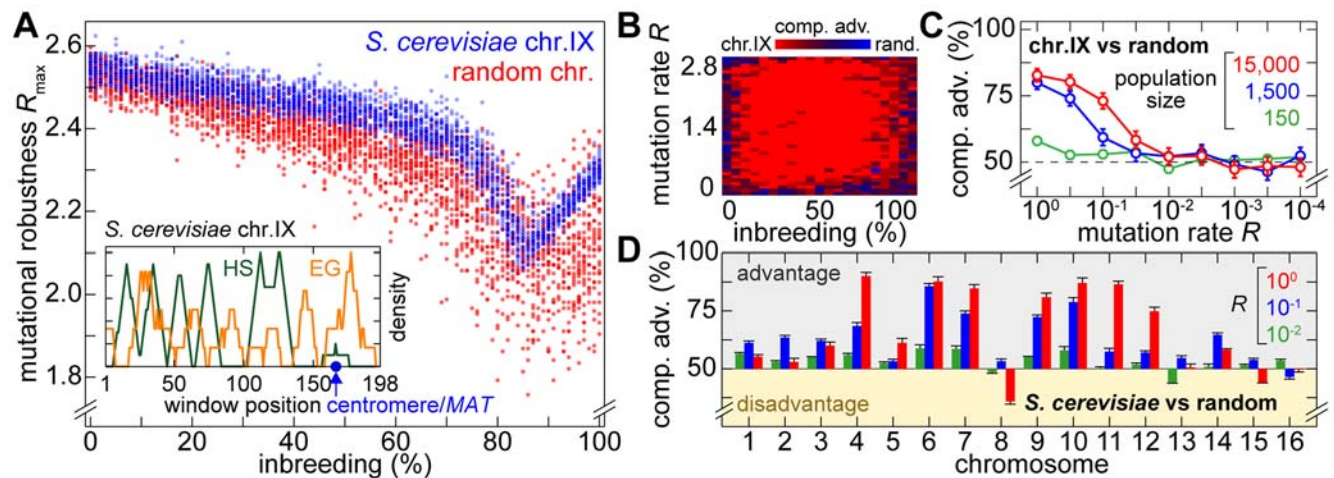 A
S. cerevisiae chr.IX
random chr.
mutational robustness Rmax
2.6
2.4
2.2
2.0
1.8
S. cerevisiae chr.IX
HS
EG
density
1 50 100 150 198
window position centromere/MAT
0 20 40 60 80 100
inbreeding (%)
B
comp. adv.
chr.IX rand.
mutation rate R
2.8
1.4
0
0 50 100
inbreeding (%)
C
comp. adv. (%)
100
75
50
chr.IX vs random
population
size
15,000
1,500
150
10⁰ 10⁻¹ 10⁻² 10⁻³ 10⁻⁴
mutation rate R
D
comp. adv. (%)
100
75
50
advantage
disadvantage
R
10⁰
10⁻¹
10⁻²
S. cerevisiae vs random
1 2 3 4 5 6 7 8 9 10 11 12 13 14 15 16
chromosome